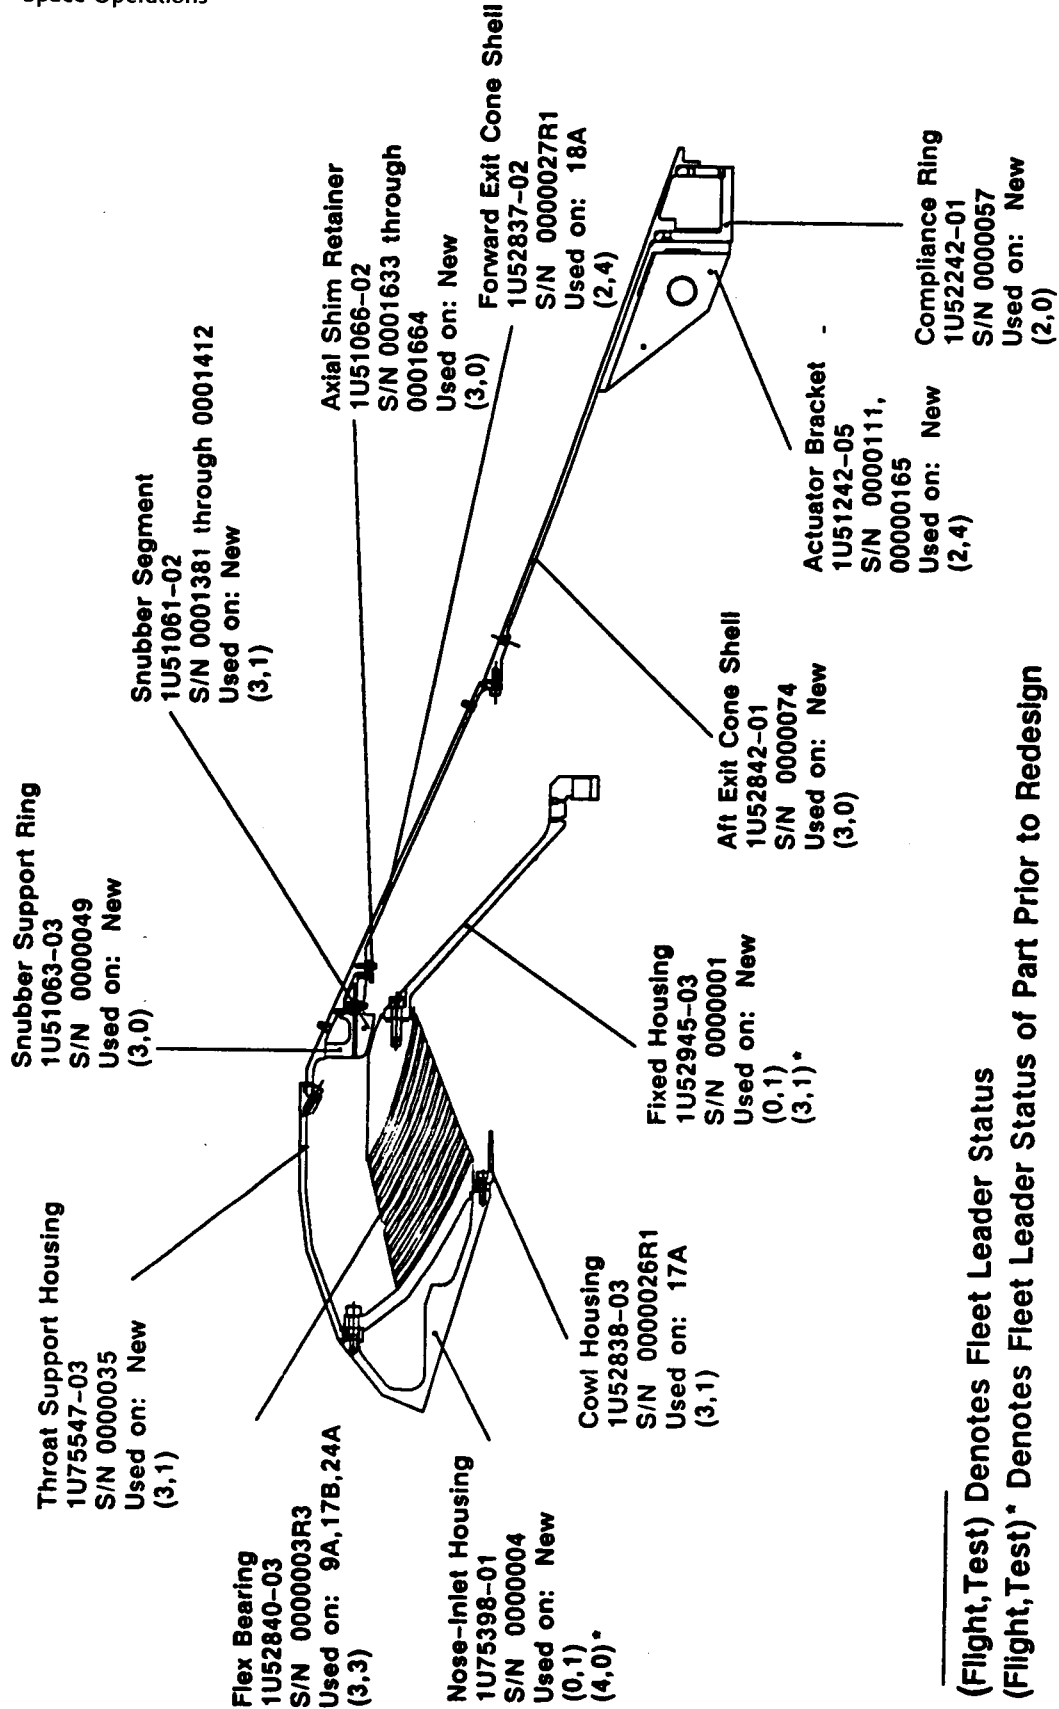 Space Operations
Throat Support Housing
1U75547-03
S/N 0000035
Used on: New
(3,1)
Snubber Support Ring
1U51063-03
S/N 0000049
Used on: New
(3,0)
Snubber Segment
1U51061-02
S/N 0001381 through 0001412
Used on: New
(3,1)
Axial Shim Retainer
1U51066-02
S/N 0001633 through
0001664
Used on: New
(3,0)
Forward Exit Cone Shell
1U52837-02
S/N 0000027R1
Used on: 18A
(2,4)
Flex Bearing
1U52840-03
S/N 0000003R3
Used on: 9A,17B,24A
(3,3)
Nose-Inlet Housing
1U75398-01
S/N 0000004
Used on: New
(0,1)
(4,0)*
Cowl Housing
1U52838-03
S/N 0000026R1
Used on: 17A
(3,1)
Fixed Housing
1U52945-03
S/N 0000001
Used on: New
(0,1)
(3,1)*
Aft Exit Cone Shell
1U52842-01
S/N 0000074
Used on: New
(3,0)
Actuator Bracket
1U51242-05
S/N 0000111,
00000165
Used on: New
(2,4)
Compliance Ring
1U52242-01
S/N 0000057
Used on: New
(2,0)
(Flight,Test) Denotes Fleet Leader Status
(Flight,Test)* Denotes Fleet Leader Status of Part Prior to Redesign